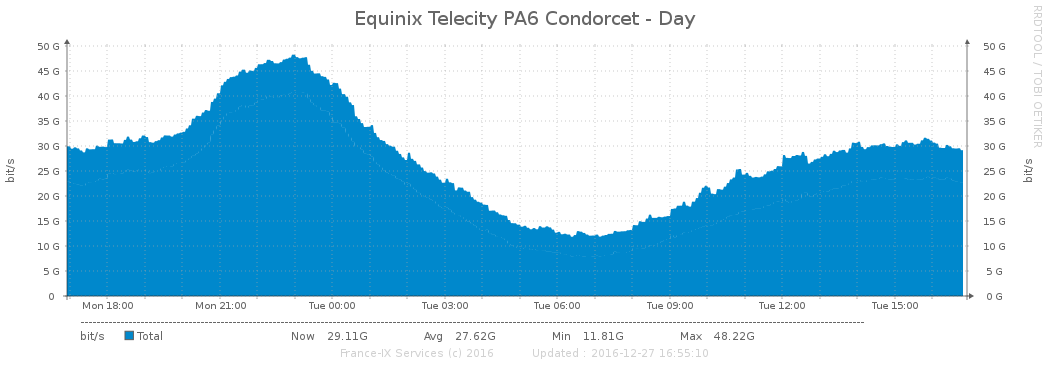 Equinix Telecity PA6 Condorcet - Day
RRDTOOL / TOBI OETIKER
50 G 50 G
45 G 45 G
40 G 40 G
35 G 35 G
30 G 30 G
25 G 25 G
20 G 20 G
15 G 15 G
10 G 10 G
5 G 5 G
0 0 G
bit/s
bit/s
Mon 18:00 Mon 21:00 Tue 00:00 Tue 03:00 Tue 06:00 Tue 09:00 Tue 12:00 Tue 15:00
bit/s Total Now 29.11G Avg 27.62G Min 11.81G Max 48.22G
France-IX Services (c) 2016 Updated : 2016-12-27 16:55:10